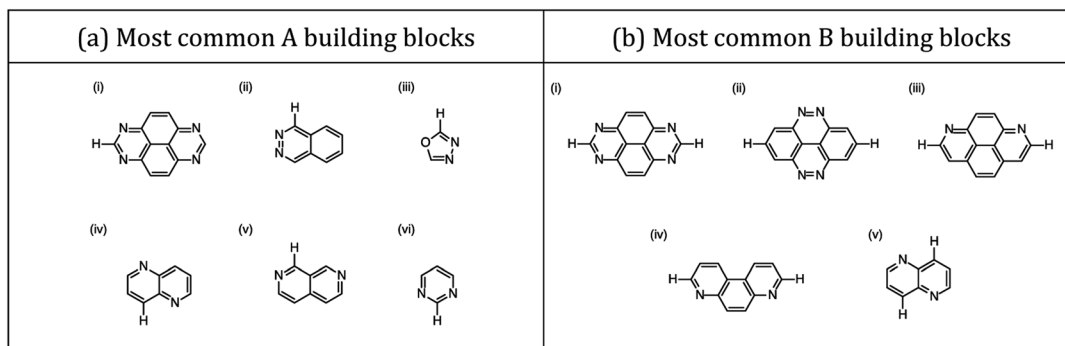 (a) Most common A building blocks
(b) Most common B building blocks
(i)
(ii)
(iii)
H
N
N
N
N
H
N
N
H
O
N
N
(iv)
(v)
(vi)
N
N
H
H
N
N
N
N
H
(i)
(ii)
(iii)
H
N
N
N
N
H
N=N
H
H
N=N
N
N
H
H
(iv)
(v)
H
N
N
H
H
N
N
H